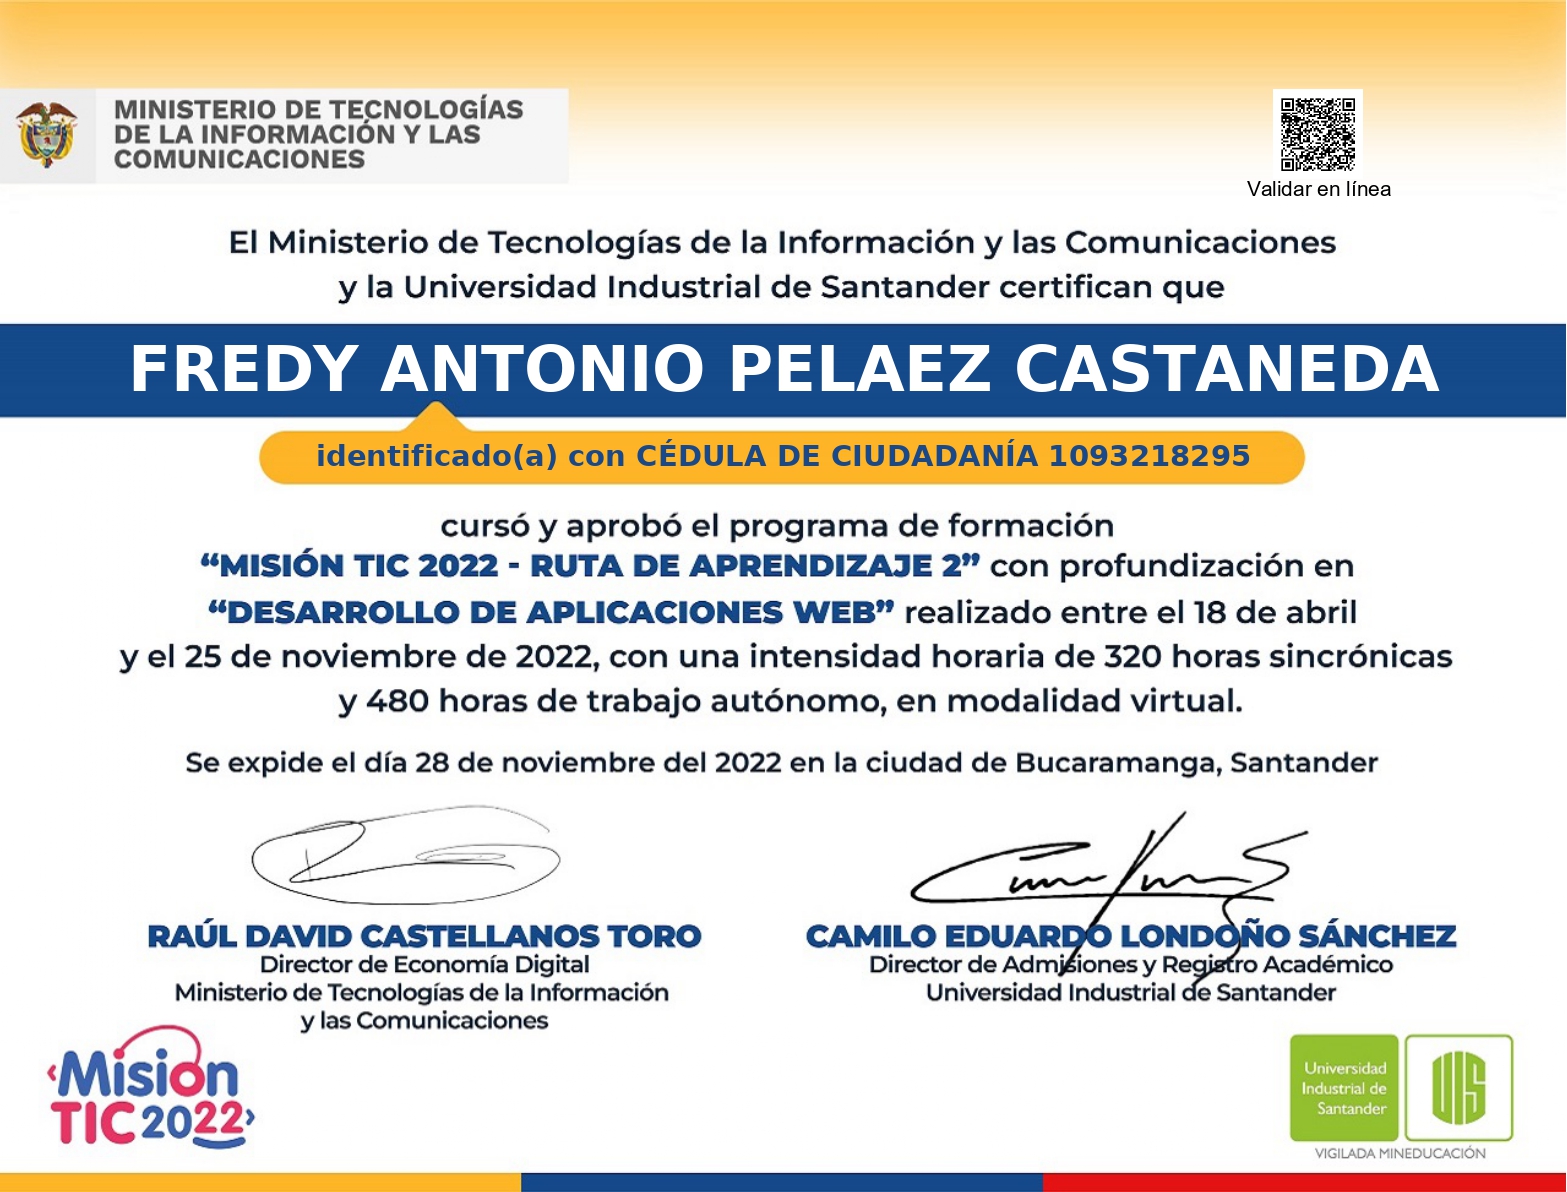 MINISTERIO DE TECNOLOGÍAS
DE LA INFORMACIÓN Y LAS
COMUNICACIONES
Validar en línea
El Ministerio de Tecnologías de la Información y las Comunicaciones
y la Universidad Industrial de Santander certifican que
FREDY ANTONIO PELAEZ CASTANEDA
identificado(a) con CÉDULA DE CIUDADANÍA 1093218295
cursó y aprobó el programa de formación
“MISIÓN TIC 2022 - RUTA DE APRENDIZAJE 2” con profundización en
“DESARROLLO DE APLICACIONES WEB” realizado entre el 18 de abril
y el 25 de noviembre de 2022, con una intensidad horaria de 320 horas sincrónicas
y 480 horas de trabajo autónomo, en modalidad virtual.
Se expide el día 28 de noviembre del 2022 en la ciudad de Bucaramanga, Santander
RAÚL DAVID CASTELLANOS TORO
Director de Economía Digital
Ministerio de Tecnologías de la Información
y las Comunicaciones
CAMILO EDUARDO LONDOÑO SÁNCHEZ
Director de Admisiones y Registro Académico
Universidad Industrial de Santander
‹Misión
TIC 2022›
Universidad
Industrial de
Santander
UIS
VIGILADA MINEDUCACIÓN